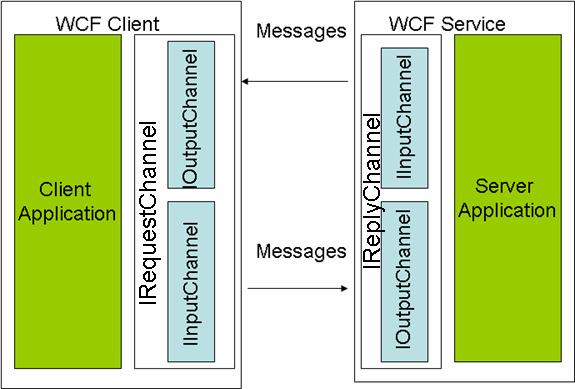 WCF Client
Messages
WCF Service
Client
Application
IRequestChannel
IOutputChannel
IInputChannel
Messages
IReplyChannel
IInputChannel
IOutputChannel
Server
Application